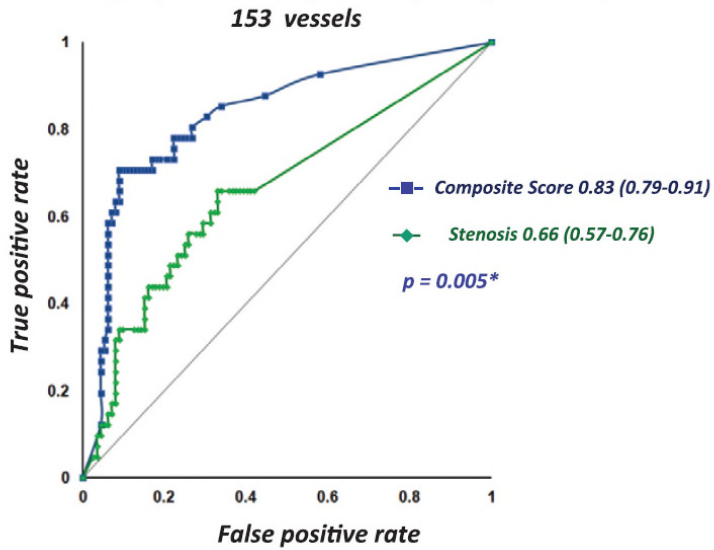 153 vessels
1
0.8
0.6
0.4
0.2
0
0 0.2 0.4 0.6 0.8 1
True positive rate
False positive rate
Composite Score 0.83 (0.79-0.91)
Stenosis 0.66 (0.57-0.76)
p = 0.005*